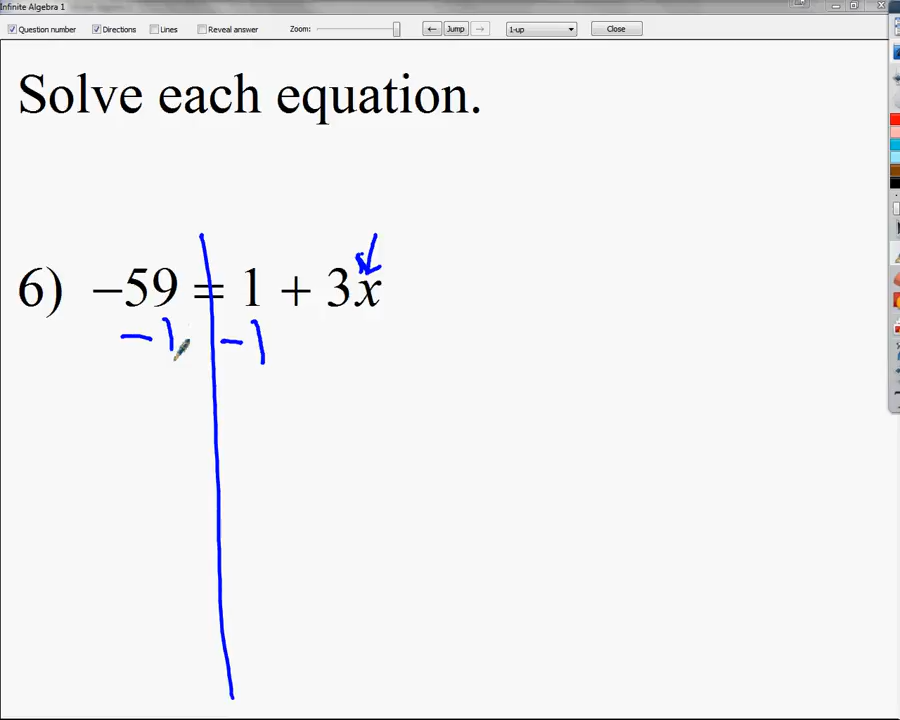 Infinite Algebra 1
Question number Directions Lines Reveal answer Zoom: Jump 1-up Close
Solve each equation.
6) −59 = 1 + 3x
−1 −1